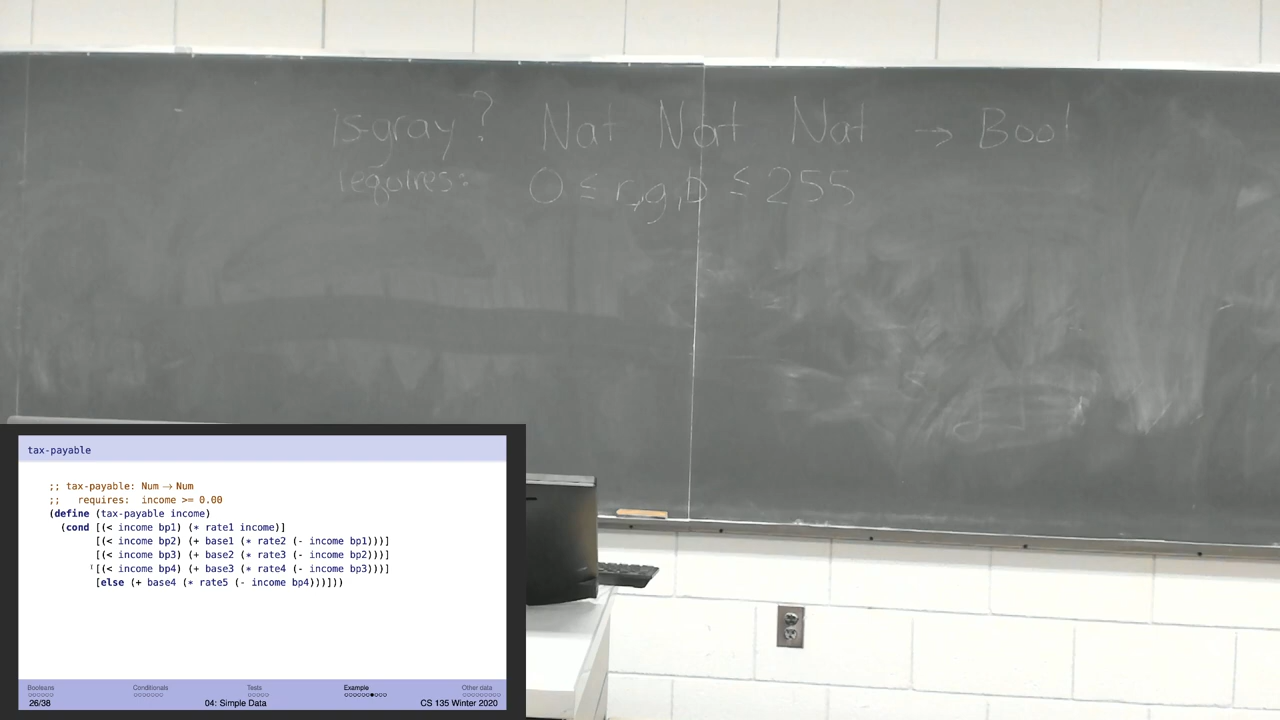 is-gray? Nat Nat Nat → Bool
requires: 0 ≤ r,g,b ≤ 255
tax-payable
;; tax-payable: Num → Num
;; requires: income >= 0.00
(define (tax-payable income)
(cond [(< income bp1) (* rate1 income)]
[(< income bp2) (+ base1 (* rate2 (- income bp1)))]
[(< income bp3) (+ base2 (* rate3 (- income bp2)))]
[(< income bp4) (+ base3 (* rate4 (- income bp3)))]
[else (+ base4 (* rate5 (- income bp4)))]))
Booleans Conditionals Tests Example Other data
26/38 04: Simple Data CS 135 Winter 2020